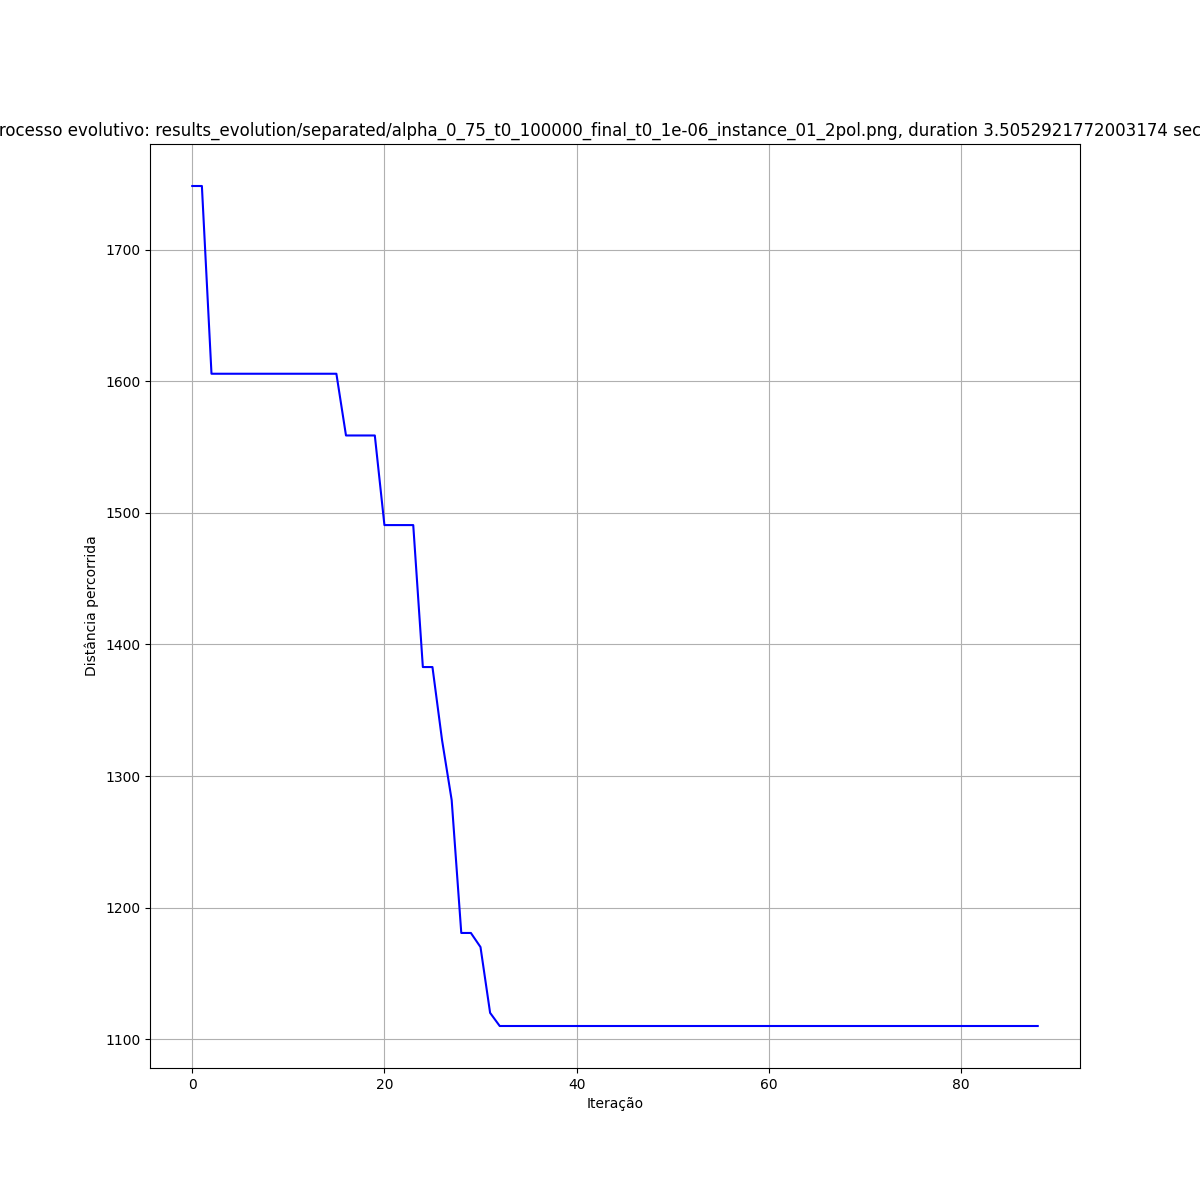 rocesso evolutivo: results_evolution/separated/alpha_0_75_t0_100000_final_t0_1e-06_instance_01_2pol.png, duration 3.5052921772003174 sec
1700
1600
1500
1400
1300
1200
1100
Distância percorrida
0 20 40 60 80
Iteração